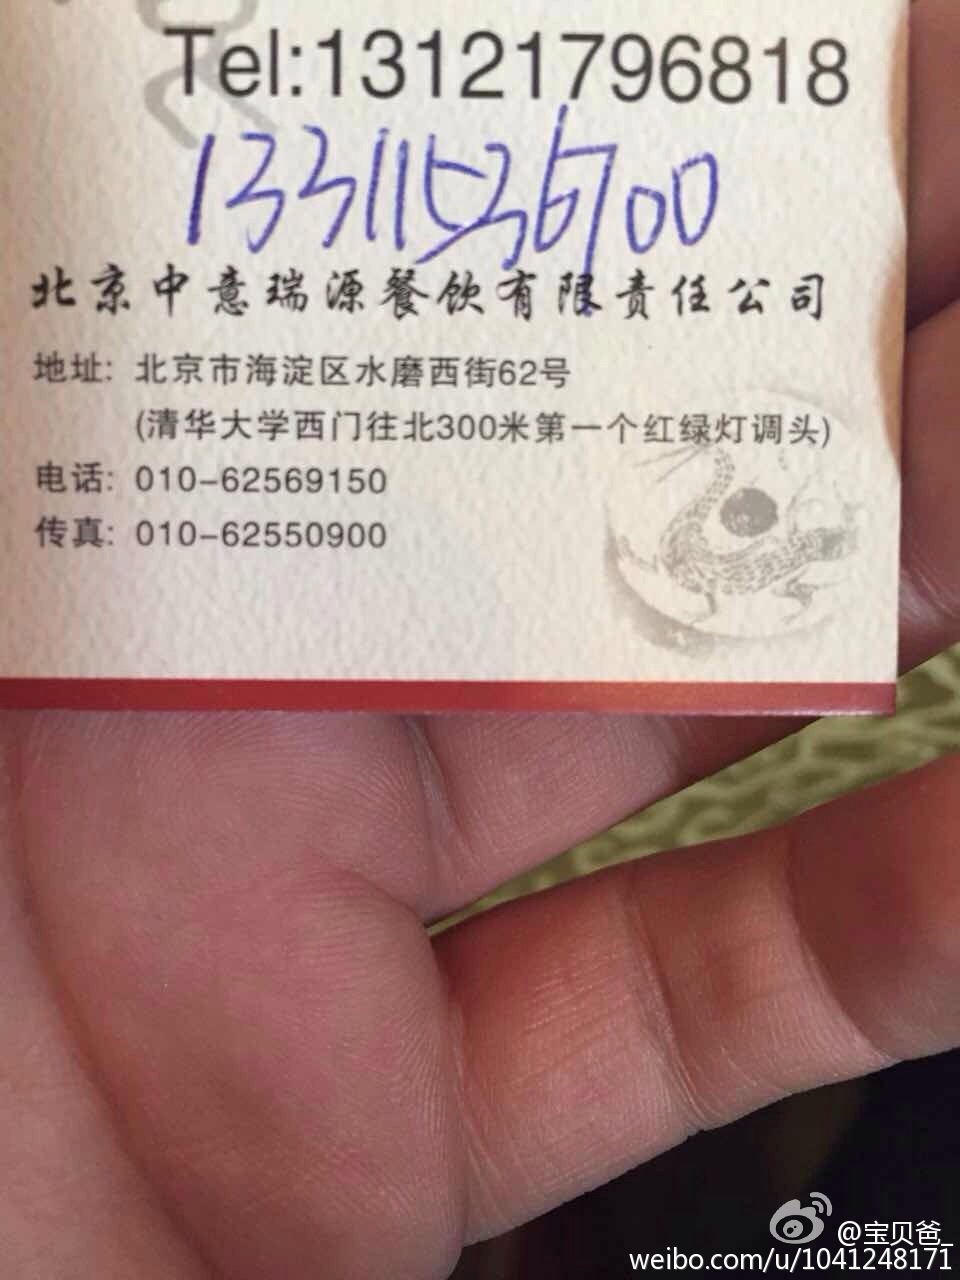 Tel:13121796818
13311536700
北京中意瑞源餐饮有限责任公司
地址: 北京市海淀区水磨西街62号
(清华大学西门往北300米第一个红绿灯调头)
电话: 010-62569150
传真: 010-62550900
@宝贝爸_
weibo.com/u/1041248171